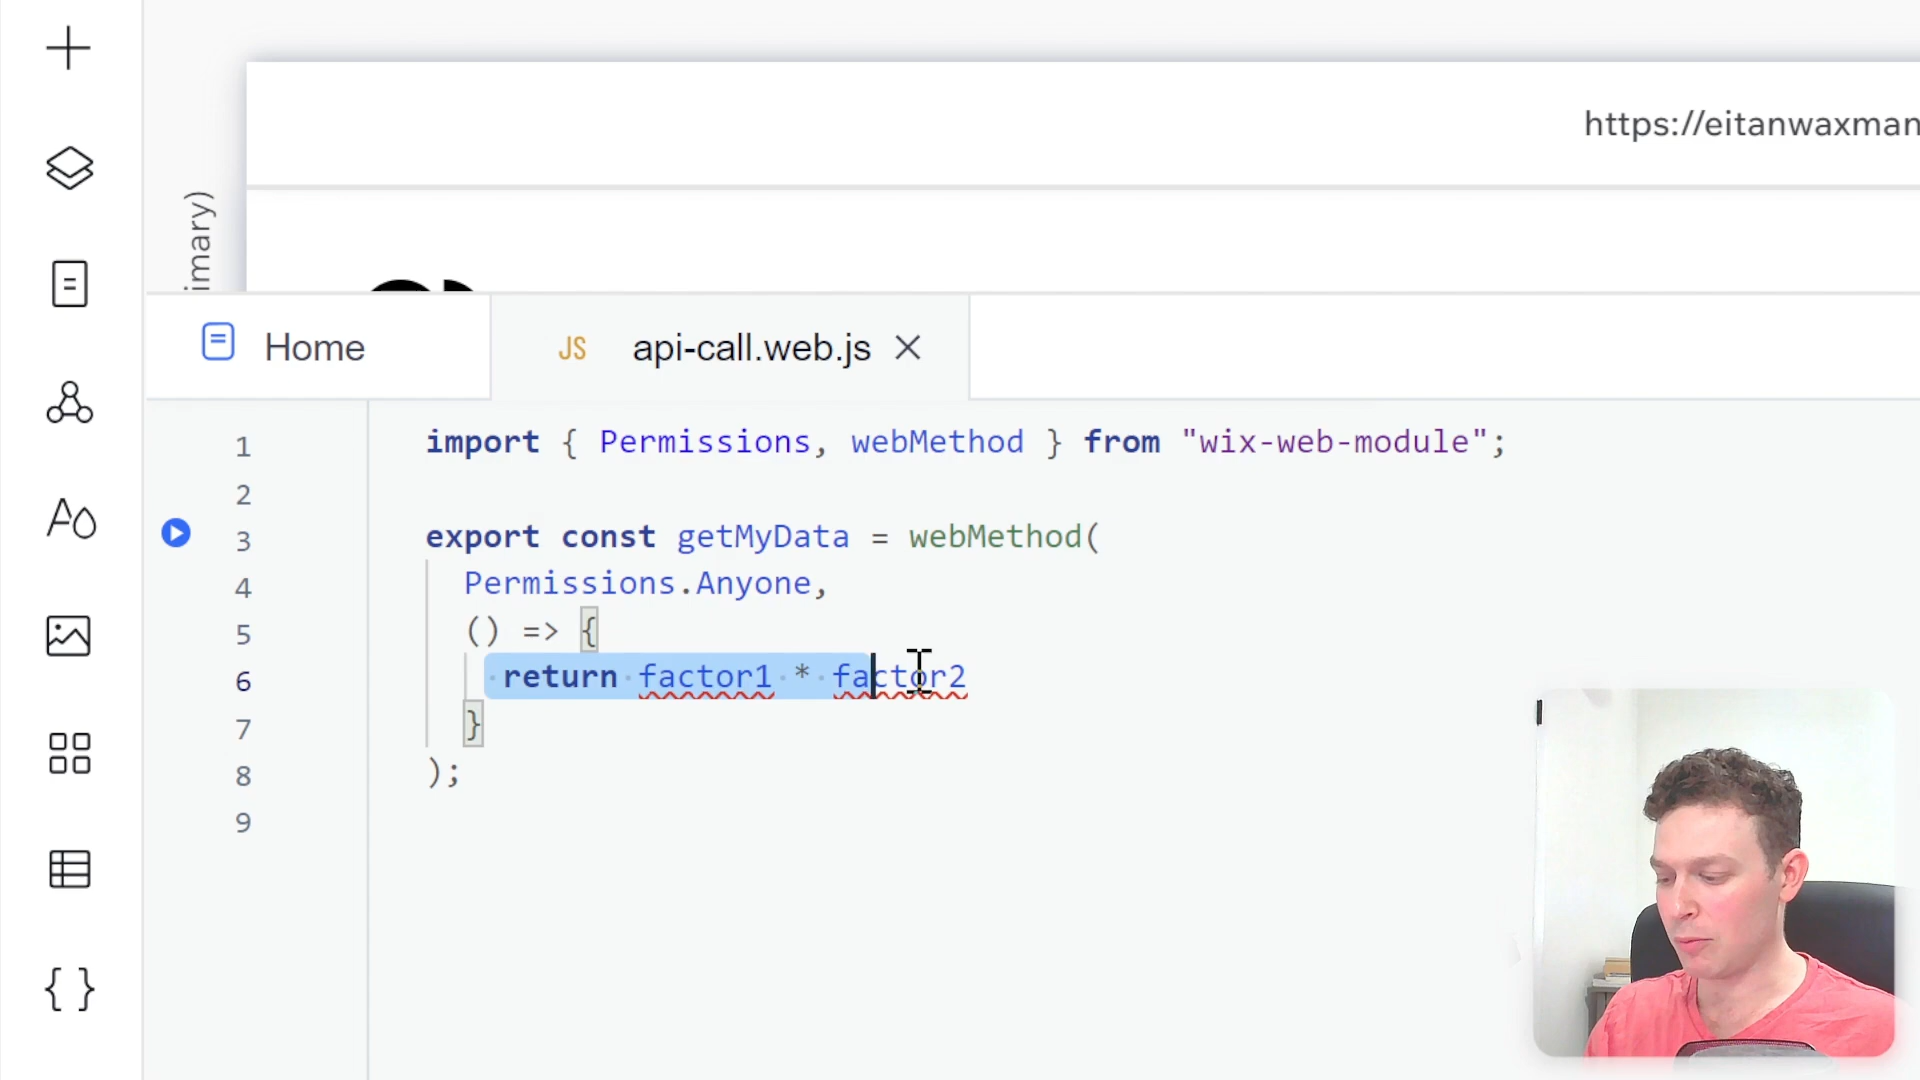 https://eitanwaxman
imary)
Home
JS api-call.web.js
1 import { Permissions, webMethod } from "wix-web-module";
2
3 export const getMyData = webMethod(
4 Permissions.Anyone,
5 () => {
6 return factor1 * factor2
7 }
8 );
9